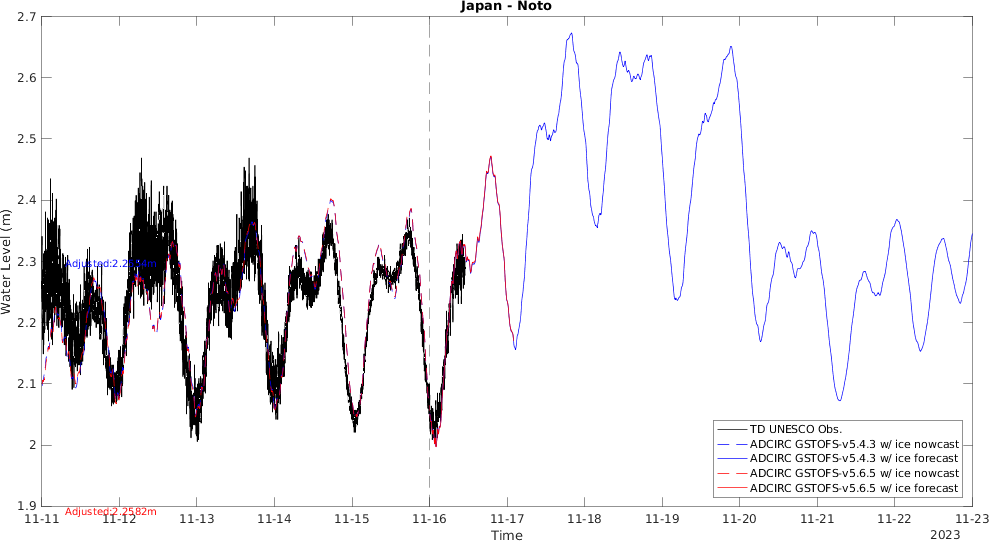 Japan - Noto
2.7
2.6
2.5
2.4
2.3
2.2
2.1
2
1.9
Water Level (m)
Adjusted:2.2
Adjusted:2.2582m
11-11
11-12
11-13
11-14
11-15
11-16
11-17
11-18
11-19
11-20
11-21
11-22
11-23
Time
2023
TD UNESCO Obs.
ADCIRC GSTOFS-v5.4.3 w/ ice nowcast
ADCIRC GSTOFS-v5.4.3 w/ ice forecast
ADCIRC GSTOFS-v5.6.5 w/ ice nowcast
ADCIRC GSTOFS-v5.6.5 w/ ice forecast